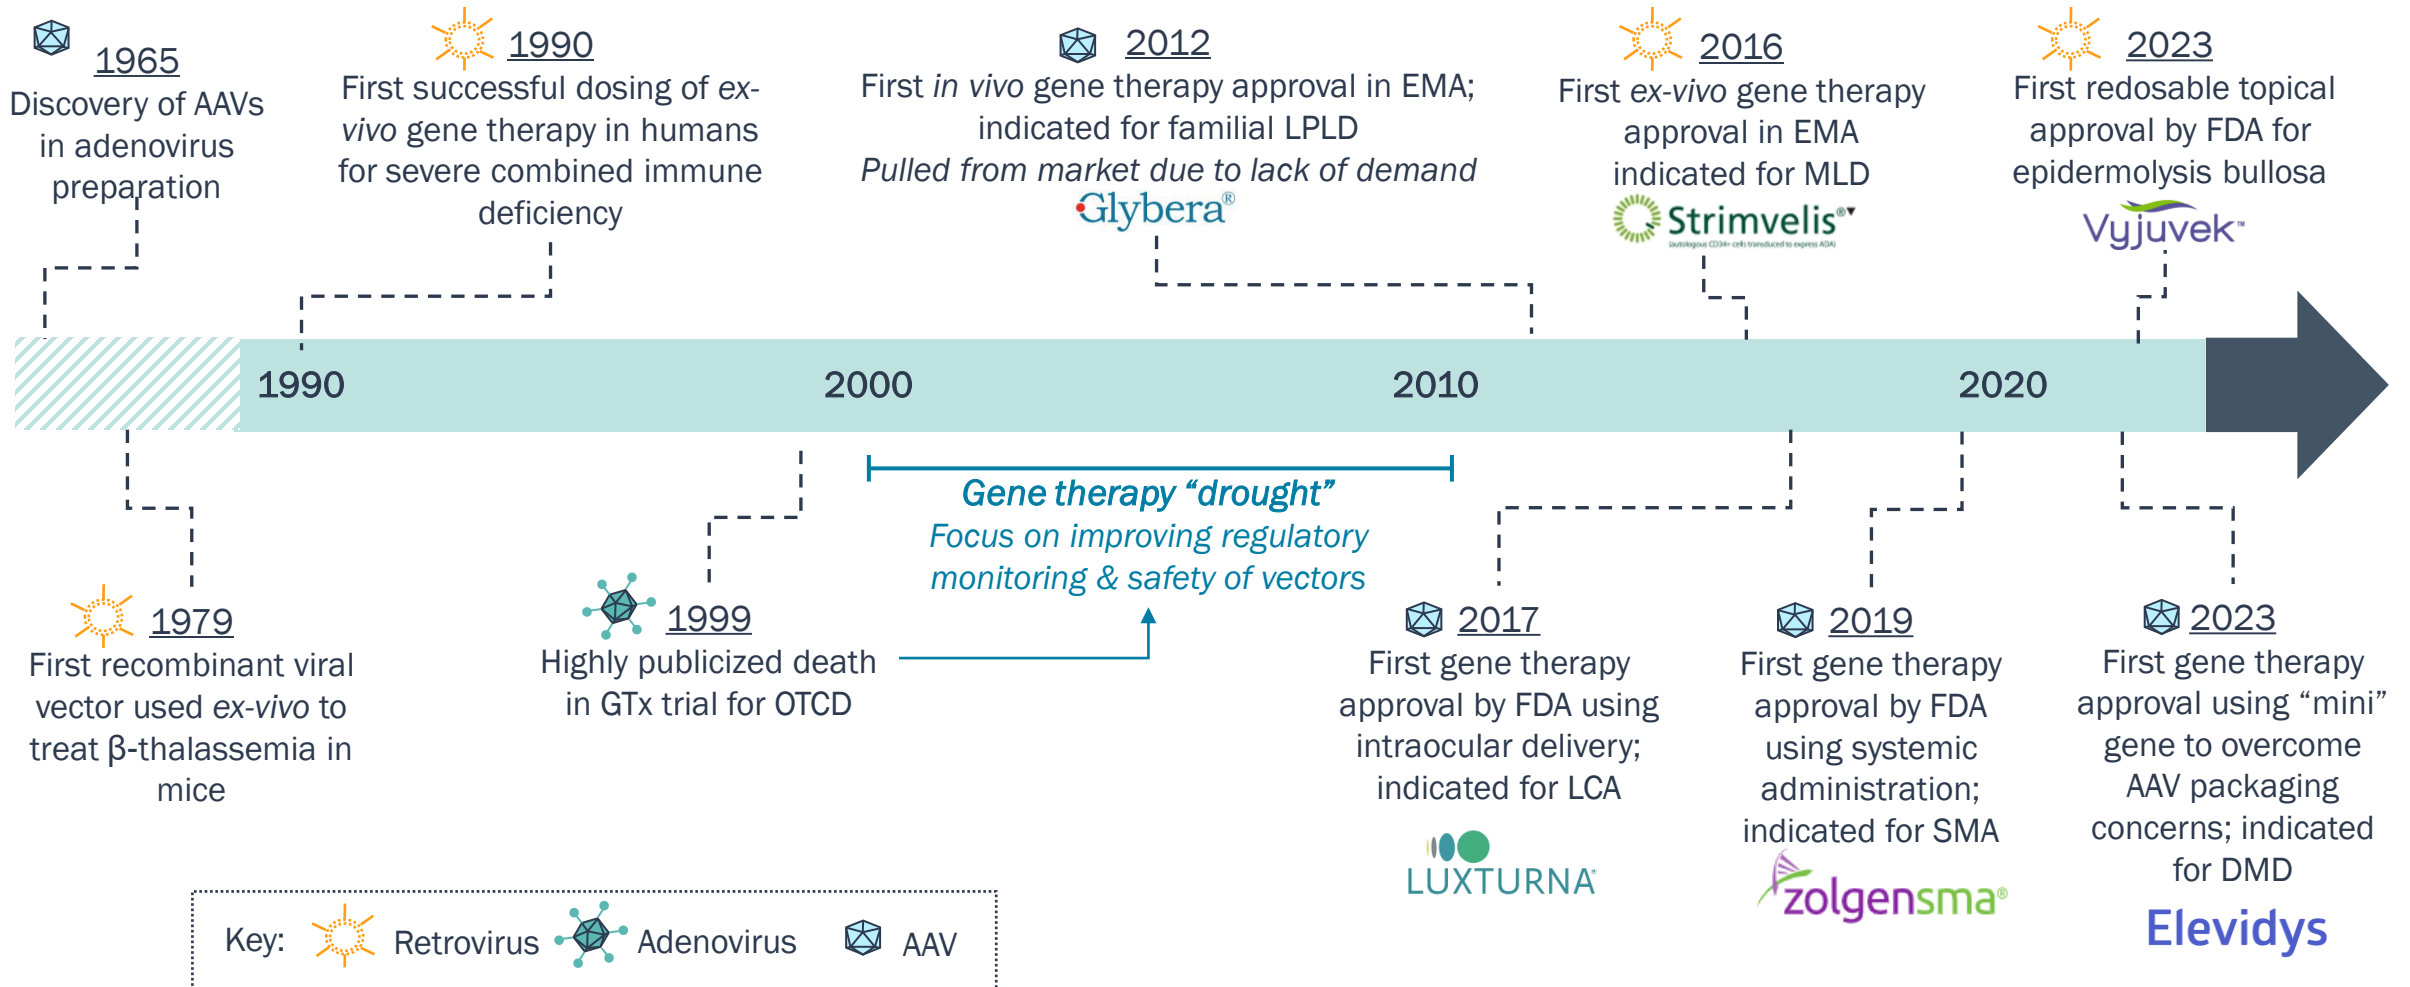 1965
Discovery of AAVs
in adenovirus
preparation
1990
First successful dosing of ex-
vivo gene therapy in humans
for severe combined immune
deficiency
2012
First in vivo gene therapy approval in EMA;
indicated for familial LPLD
Pulled from market due to lack of demand
Glybera®
2016
First ex-vivo gene therapy
approval in EMA
indicated for MLD
Strimvelis®▼
(autologous CD34+ cells transduced to express ADA)
2023
First redosable topical
approval by FDA for
epidermolysis bullosa
Vyjuvek™
1990
2000
2010
2020
Gene therapy “drought”
Focus on improving regulatory
monitoring & safety of vectors
1979
First recombinant viral
vector used ex-vivo to
treat β-thalassemia in
mice
1999
Highly publicized death
in GTx trial for OTCD
2017
First gene therapy
approval by FDA using
intraocular delivery;
indicated for LCA
LUXTURNA®
2019
First gene therapy
approval by FDA
using systemic
administration;
indicated for SMA
zolgensma®
2023
First gene therapy
approval using “mini”
gene to overcome
AAV packaging
concerns; indicated
for DMD
Elevidys
Key: Retrovirus Adenovirus AAV